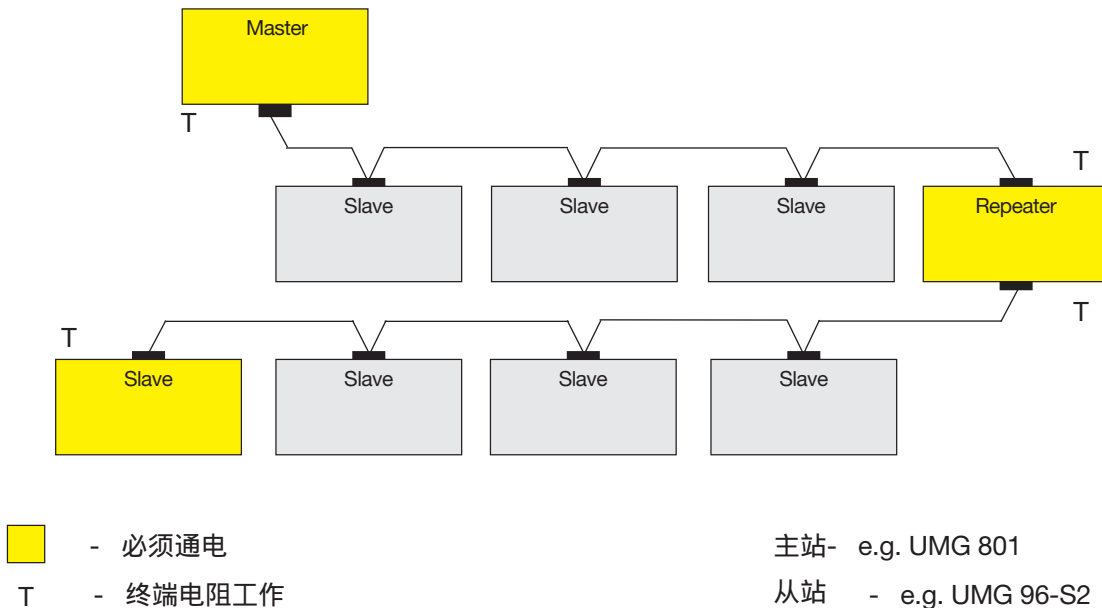 Master
T
T
Slave Slave Slave Repeater
T
T
Slave Slave Slave Slave
- 必须通电 主站- e.g. UMG 801
T - 终端电阻工作 从站 - e.g. UMG 96-S2